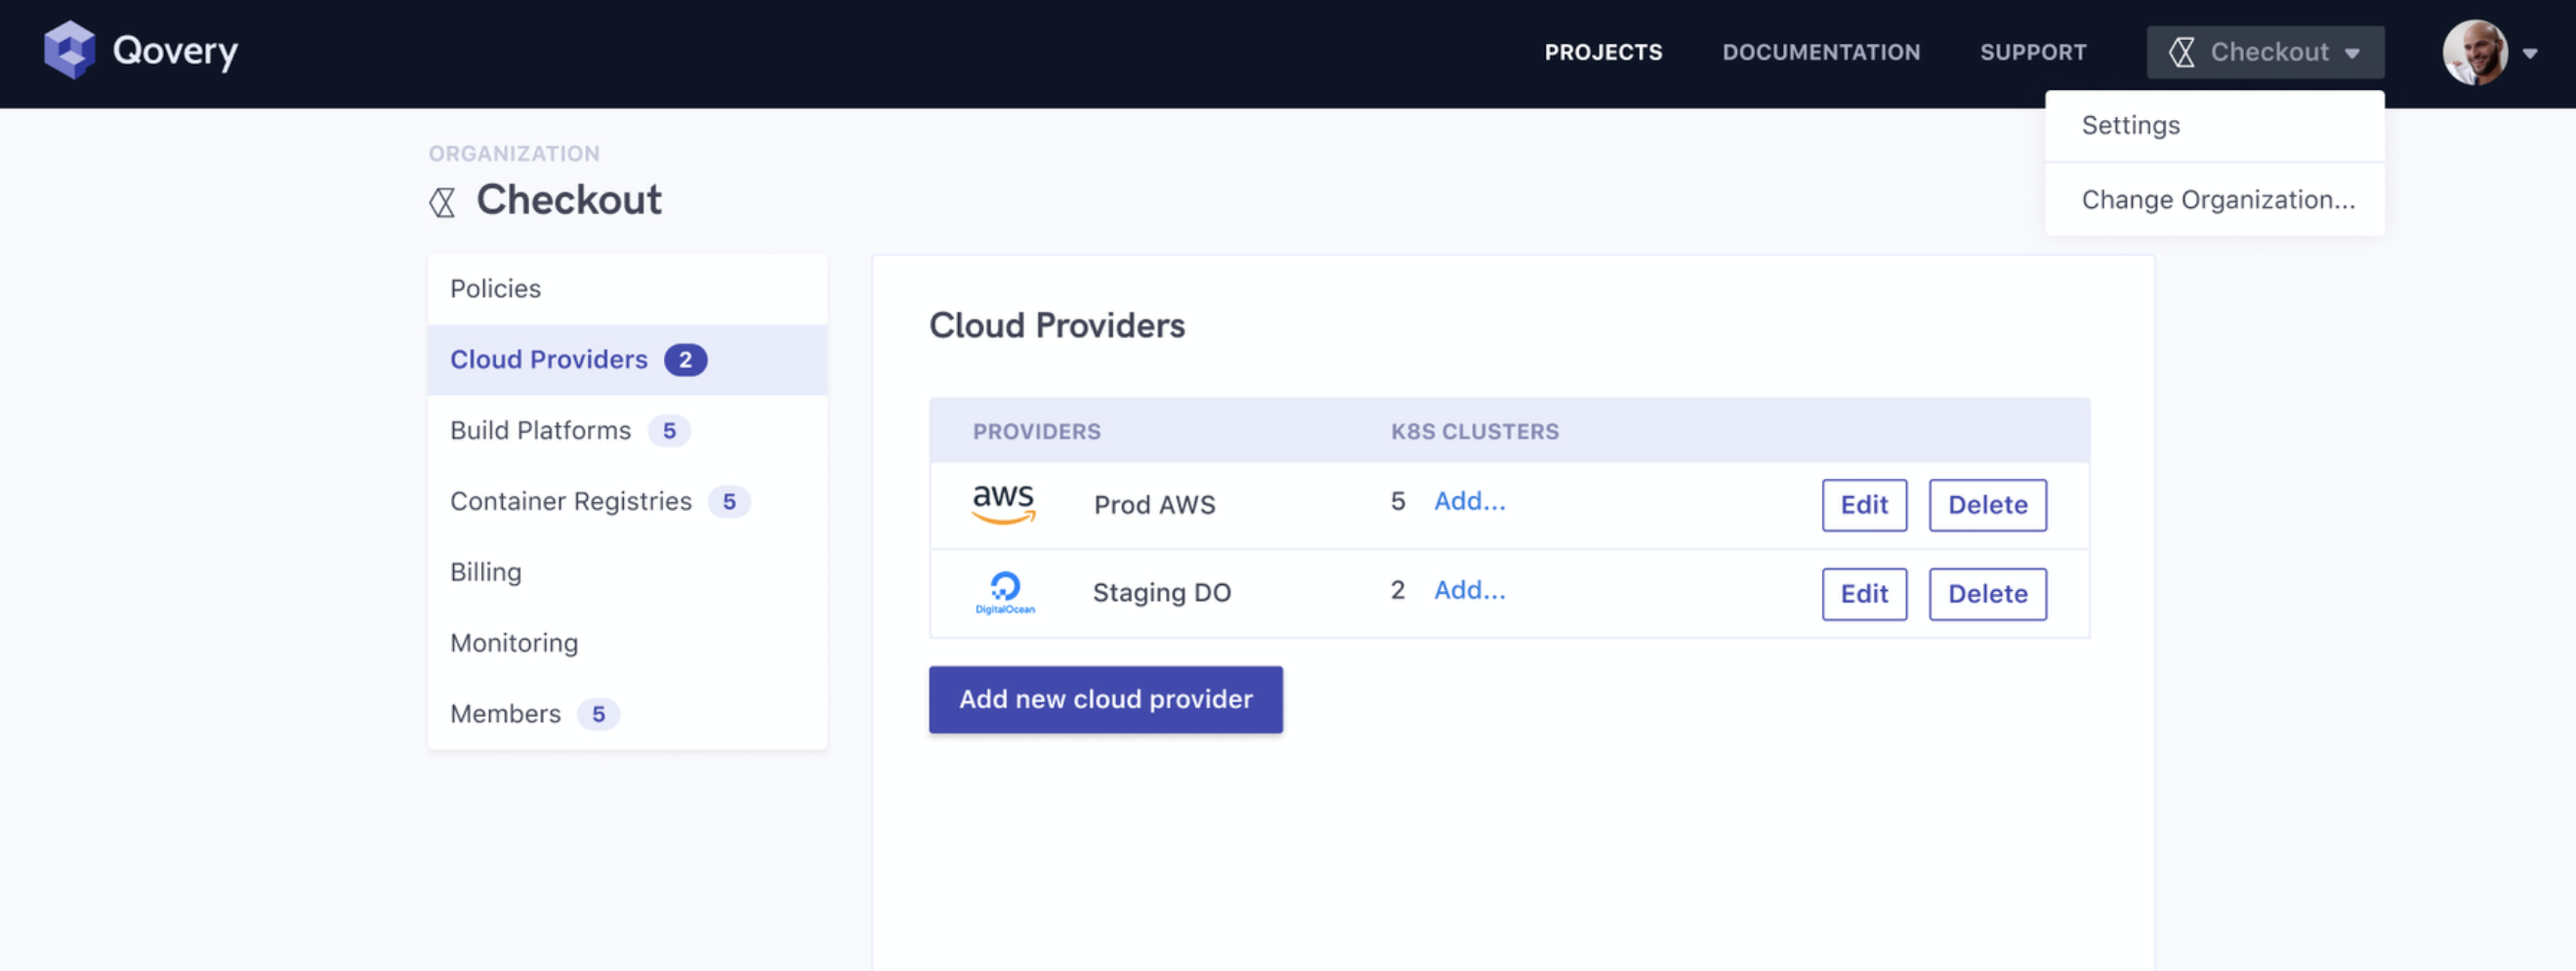 Qovery
PROJECTS DOCUMENTATION SUPPORT Checkout
Settings
Change Organization...
ORGANIZATION
Checkout
Policies
Cloud Providers 2
Build Platforms 5
Container Registries 5
Billing
Monitoring
Members 5
Cloud Providers
PROVIDERS K8S CLUSTERS
aws Prod AWS 5 Add... Edit Delete
DigitalOcean Staging DO 2 Add... Edit Delete
Add new cloud provider